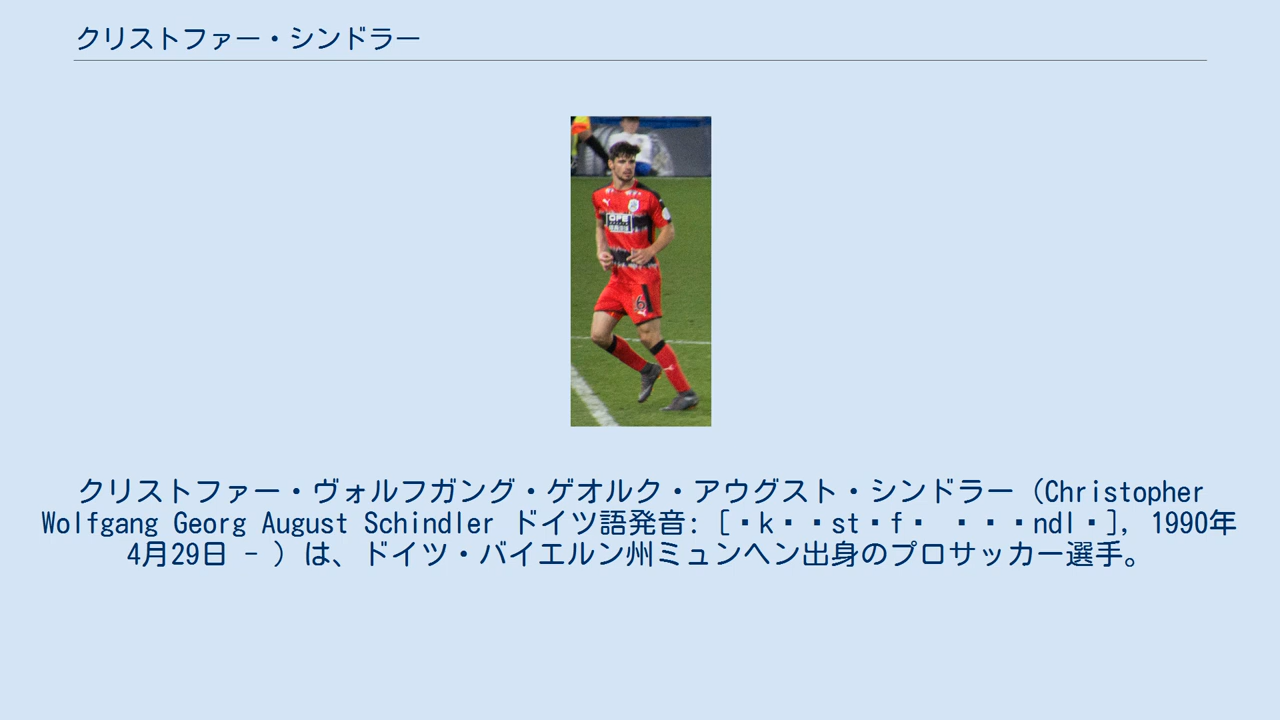 クリストファー・シンドラー
OPE
6
クリストファー・ヴォルフガング・ゲオルク・アウグスト・シンドラー（Christopher
Wolfgang Georg August Schindler ドイツ語発音: [・k・・st・f・ ・・・ndl・], 1990年
4月29日 - ）は、ドイツ・バイエルン州ミュンヘン出身のプロサッカー選手。